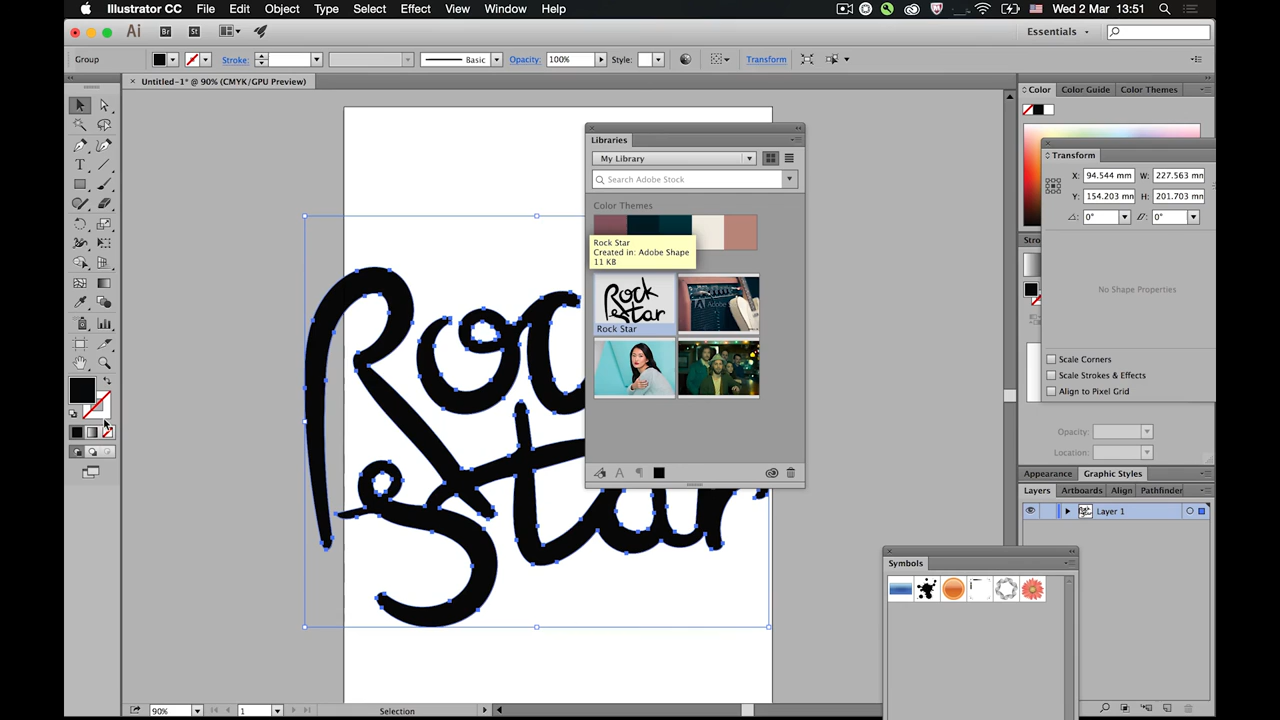 Illustrator CC File Edit Object Type Select Effect View Window Help Wed 2 Mar 13:51
Ai Br St Essentials
Group Stroke: Basic Opacity: 100% Style: Transform
Untitled-1* @ 90% (CMYK/GPU Preview)
Color Color Guide Color Themes
Libraries
My Library
Search Adobe Stock
Color Themes
Rock Star
Created in: Adobe Shape
11 KB
Rock Star
Rock Star
Adobe
Transform
X: 94.544 mm W: 227.563 mm
Y: 154.203 mm H: 201.703 mm
0° 0°
No Shape Properties
Scale Corners
Scale Strokes & Effects
Align to Pixel Grid
Opacity:
Location:
Appearance Graphic Styles
Layers Artboards Align Pathfinder
Layer 1
Symbols
Star
90% 1 Selection